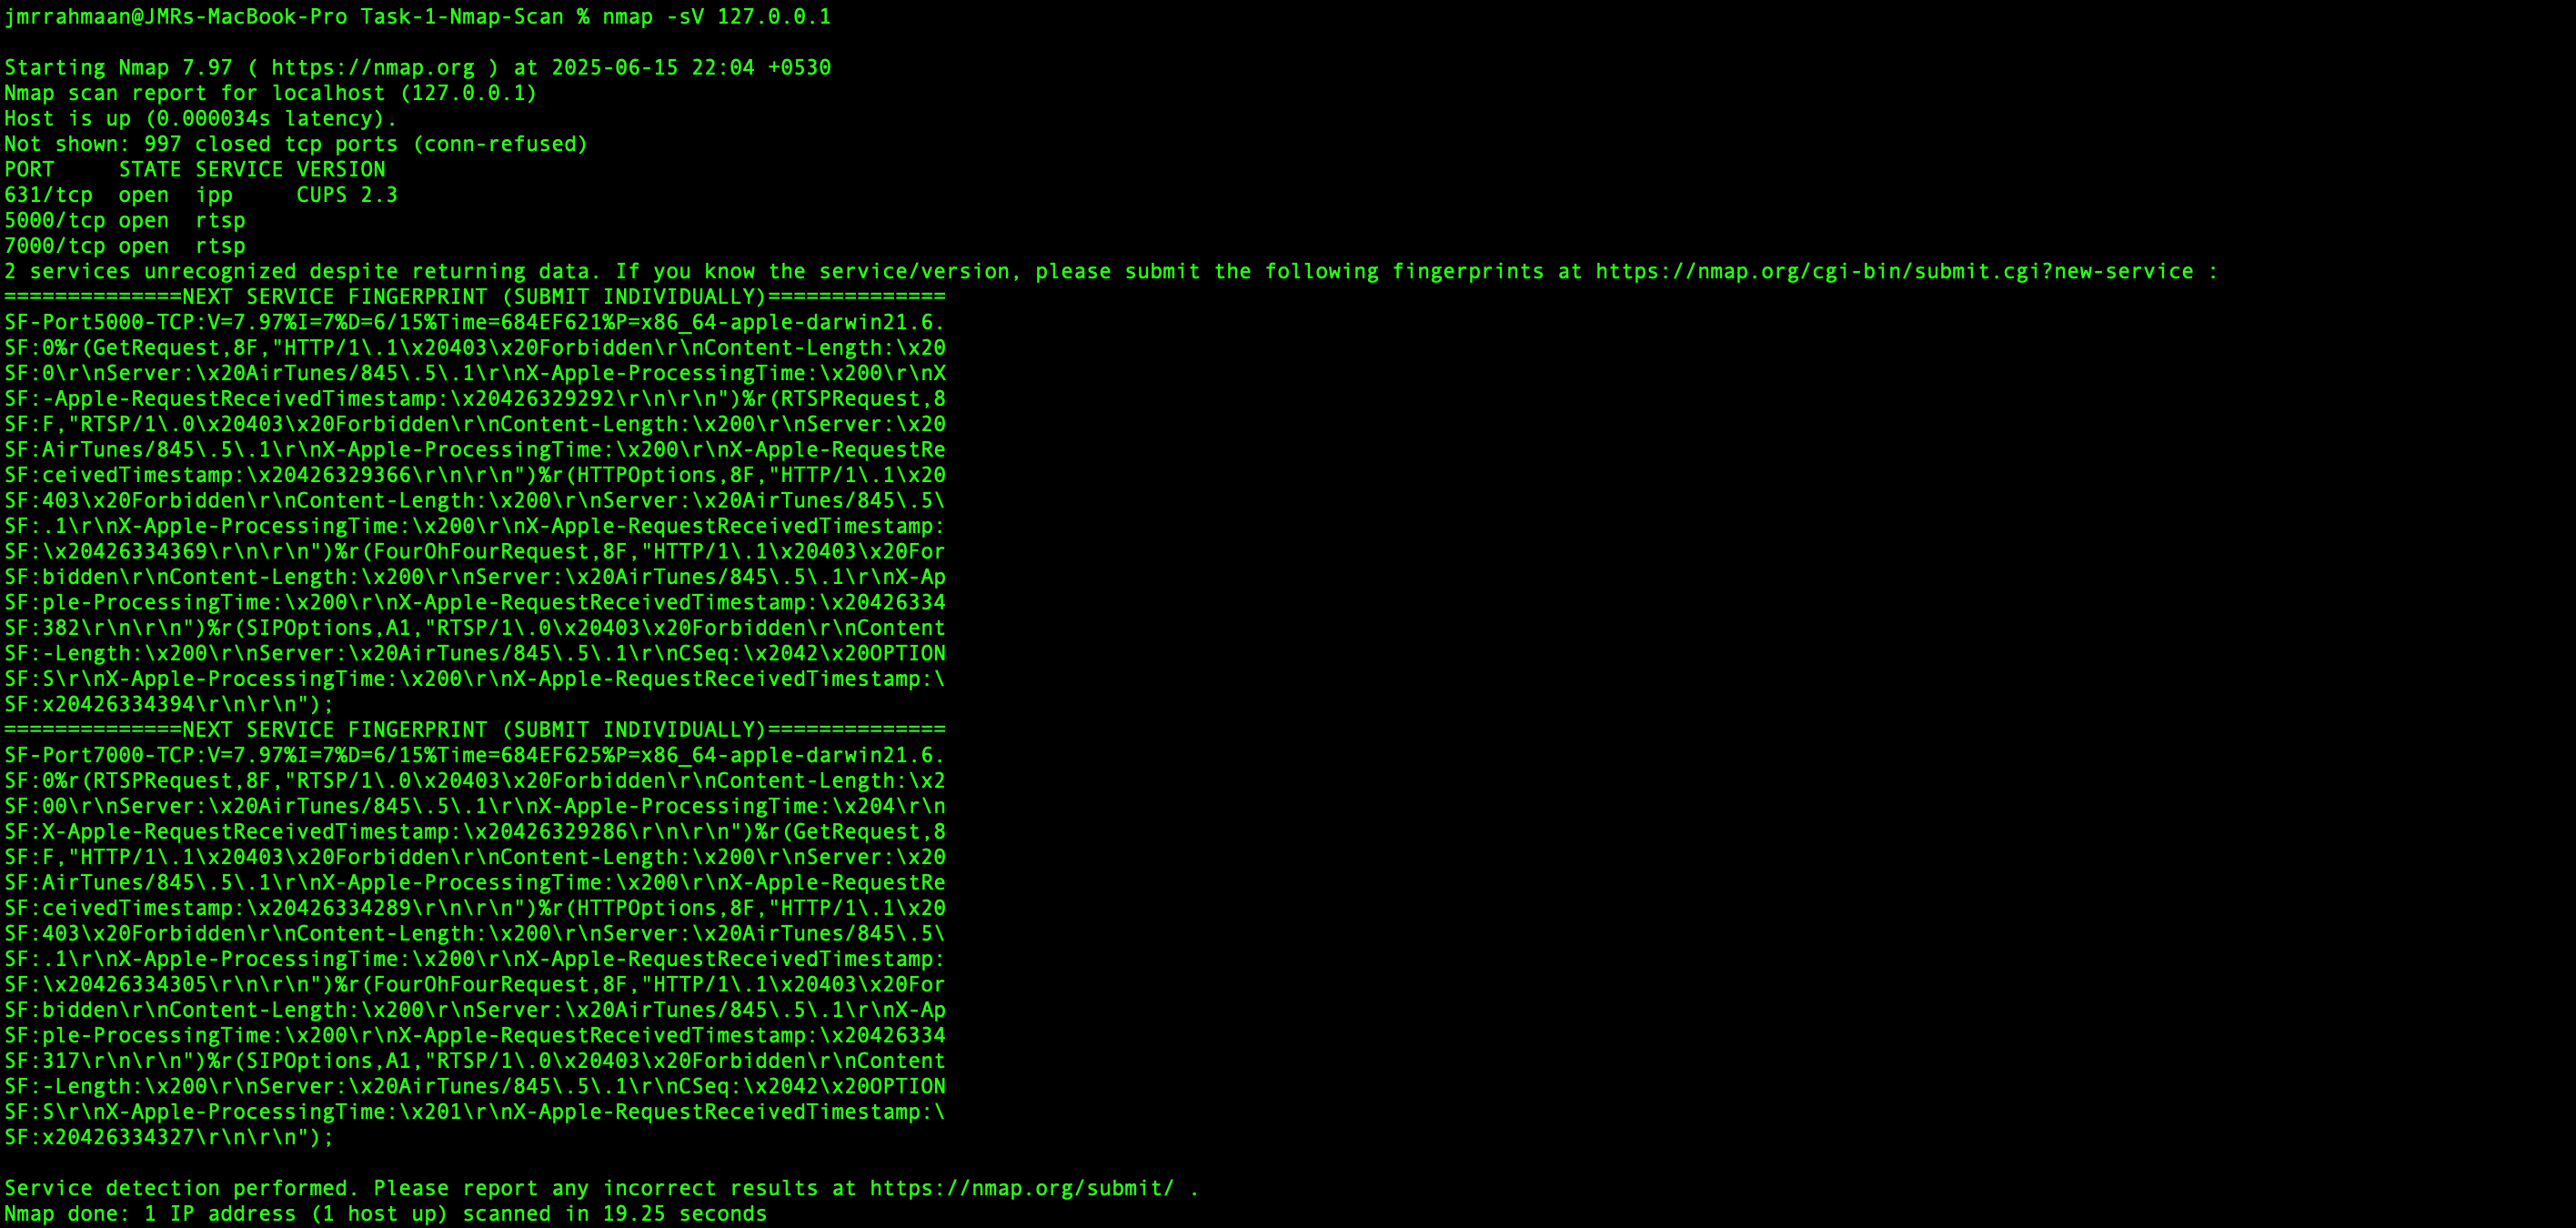 jmrrahmaan@JMRs-MacBook-Pro Task-1-Nmap-Scan % nmap -sV 127.0.0.1
Starting Nmap 7.97 ( https://nmap.org ) at 2025-06-15 22:04 +0530
Nmap scan report for localhost (127.0.0.1)
Host is up (0.000034s latency).
Not shown: 997 closed tcp ports (conn-refused)
PORT     STATE SERVICE VERSION
631/tcp  open  ipp     CUPS 2.3
5000/tcp open  rtsp
7000/tcp open  rtsp
2 services unrecognized despite returning data. If you know the service/version, please submit the following fingerprints at https://nmap.org/cgi-bin/submit.cgi?new-service :
==============NEXT SERVICE FINGERPRINT (SUBMIT INDIVIDUALLY)==============
SF-Port5000-TCP:V=7.97%I=7%D=6/15%Time=684EF621%P=x86_64-apple-darwin21.6.
SF:0%r(GetRequest,8F,"HTTP/1\.1\x20403\x20Forbidden\r\nContent-Length:\x20
SF:0\r\nServer:\x20AirTunes/845\.5\.1\r\nX-Apple-ProcessingTime:\x200\r\nX
SF:-Apple-RequestReceivedTimestamp:\x20426329292\r\n\r\n")%r(RTSPRequest,8
SF:F,"RTSP/1\.0\x20403\x20Forbidden\r\nContent-Length:\x200\r\nServer:\x20
SF:AirTunes/845\.5\.1\r\nX-Apple-ProcessingTime:\x200\r\nX-Apple-RequestRe
SF:ceivedTimestamp:\x20426329366\r\n\r\n")%r(HTTPOptions,8F,"HTTP/1\.1\x20
SF:403\x20Forbidden\r\nContent-Length:\x200\r\nServer:\x20AirTunes/845\.5\
SF:.1\r\nX-Apple-ProcessingTime:\x200\r\nX-Apple-RequestReceivedTimestamp:
SF:\x20426334369\r\n\r\n")%r(FourOhFourRequest,8F,"HTTP/1\.1\x20403\x20For
SF:bidden\r\nContent-Length:\x200\r\nServer:\x20AirTunes/845\.5\.1\r\nX-Ap
SF:ple-ProcessingTime:\x200\r\nX-Apple-RequestReceivedTimestamp:\x20426334
SF:382\r\n\r\n")%r(SIPOptions,A1,"RTSP/1\.0\x20403\x20Forbidden\r\nContent
SF:-Length:\x200\r\nServer:\x20AirTunes/845\.5\.1\r\nCSeq:\x2042\x20OPTION
SF:S\r\nX-Apple-ProcessingTime:\x200\r\nX-Apple-RequestReceivedTimestamp:\
SF:x20426334394\r\n\r\n");
==============NEXT SERVICE FINGERPRINT (SUBMIT INDIVIDUALLY)==============
SF-Port7000-TCP:V=7.97%I=7%D=6/15%Time=684EF625%P=x86_64-apple-darwin21.6.
SF:0%r(RTSPRequest,8F,"RTSP/1\.0\x20403\x20Forbidden\r\nContent-Length:\x2
SF:00\r\nServer:\x20AirTunes/845\.5\.1\r\nX-Apple-ProcessingTime:\x204\r\n
SF:X-Apple-RequestReceivedTimestamp:\x20426329286\r\n\r\n")%r(GetRequest,8
SF:F,"HTTP/1\.1\x20403\x20Forbidden\r\nContent-Length:\x200\r\nServer:\x20
SF:AirTunes/845\.5\.1\r\nX-Apple-ProcessingTime:\x200\r\nX-Apple-RequestRe
SF:ceivedTimestamp:\x20426334289\r\n\r\n")%r(HTTPOptions,8F,"HTTP/1\.1\x20
SF:403\x20Forbidden\r\nContent-Length:\x200\r\nServer:\x20AirTunes/845\.5\
SF:.1\r\nX-Apple-ProcessingTime:\x200\r\nX-Apple-RequestReceivedTimestamp:
SF:\x20426334305\r\n\r\n")%r(FourOhFourRequest,8F,"HTTP/1\.1\x20403\x20For
SF:bidden\r\nContent-Length:\x200\r\nServer:\x20AirTunes/845\.5\.1\r\nX-Ap
SF:ple-ProcessingTime:\x200\r\nX-Apple-RequestReceivedTimestamp:\x20426334
SF:317\r\n\r\n")%r(SIPOptions,A1,"RTSP/1\.0\x20403\x20Forbidden\r\nContent
SF:-Length:\x200\r\nServer:\x20AirTunes/845\.5\.1\r\nCSeq:\x2042\x20OPTION
SF:S\r\nX-Apple-ProcessingTime:\x201\r\nX-Apple-RequestReceivedTimestamp:\
SF:x20426334327\r\n\r\n");
Service detection performed. Please report any incorrect results at https://nmap.org/submit/ .
Nmap done: 1 IP address (1 host up) scanned in 19.25 seconds